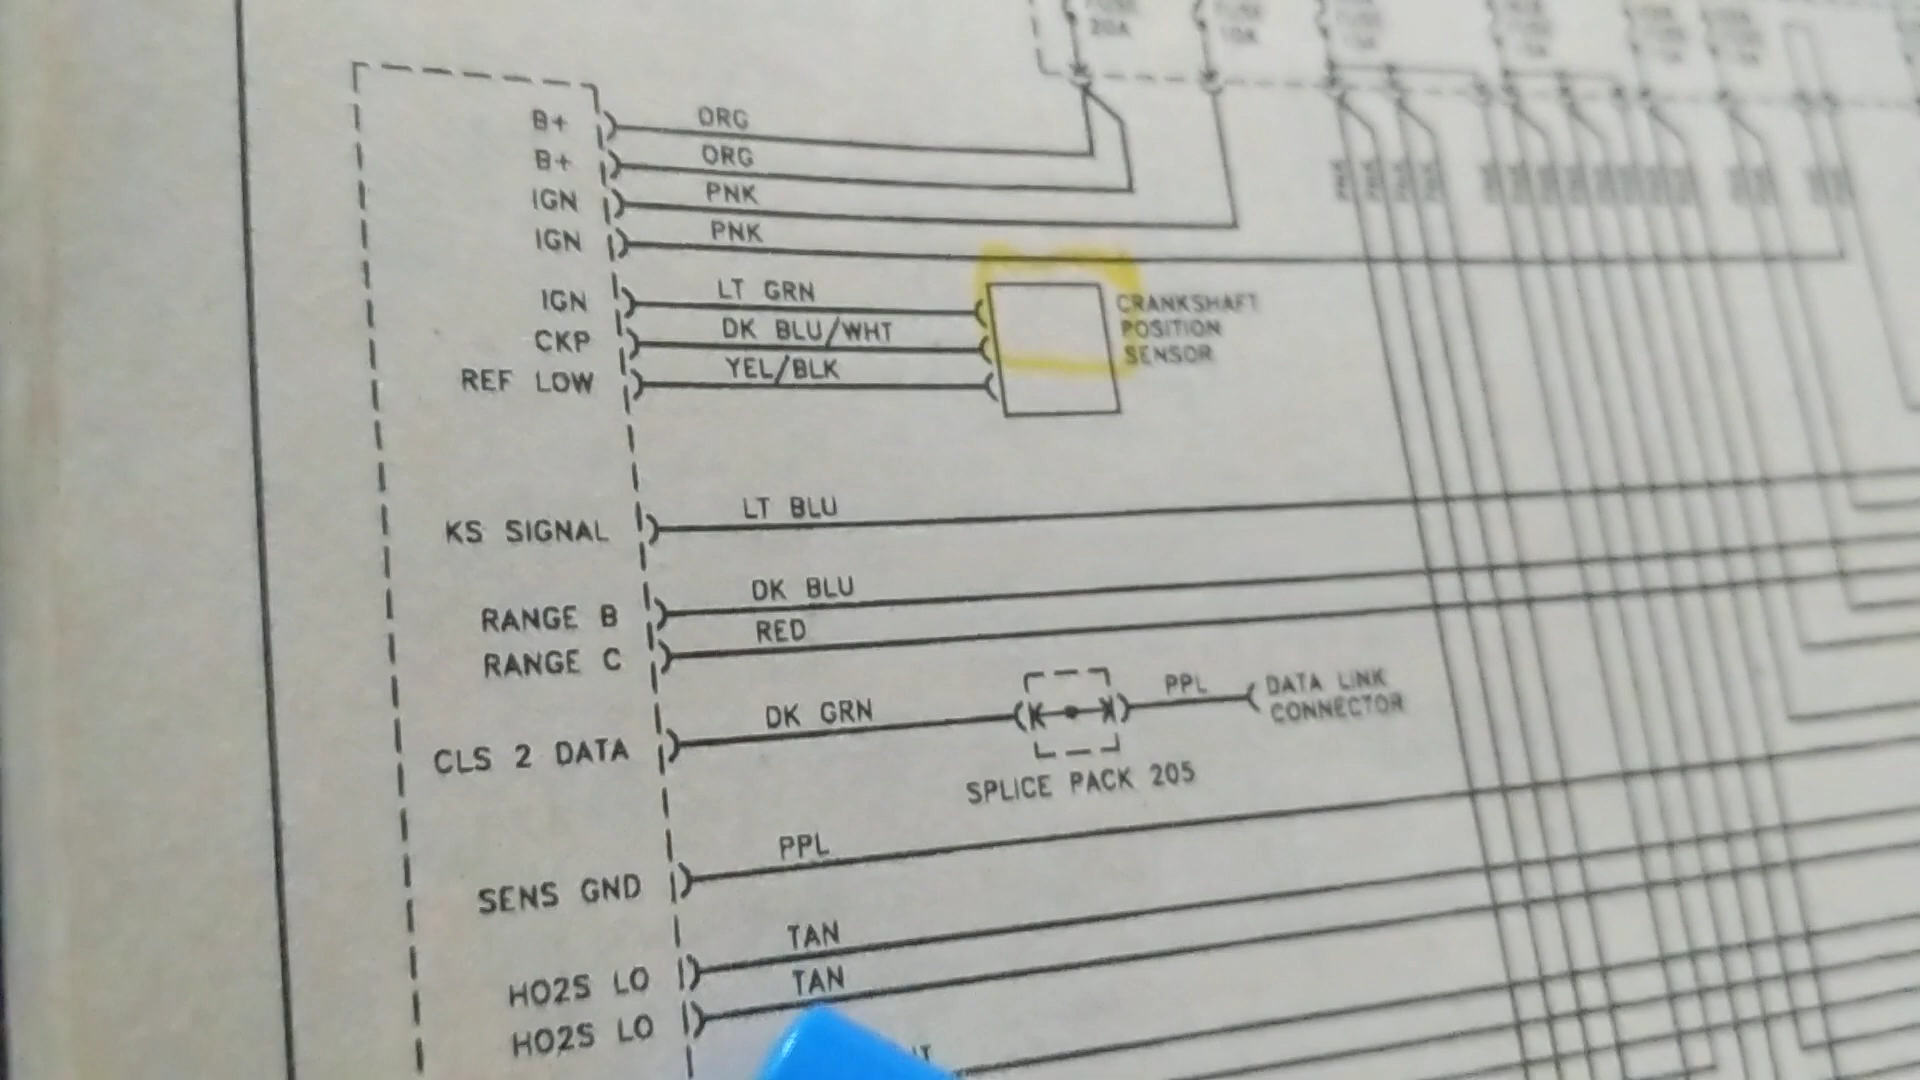 20A
10A
B+ ORG
B+ ORG
IGN PNK
IGN PNK
IGN LT GRN
CKP DK BLU/WHT
REF LOW YEL/BLK
CRANKSHAFT
POSITION
SENSOR
KS SIGNAL LT BLU
RANGE B DK BLU
RANGE C RED
CLS 2 DATA DK GRN
PPL
DATA LINK
CONNECTOR
SPLICE PACK 205
SENS GND PPL
HO2S LO TAN
HO2S LO TAN